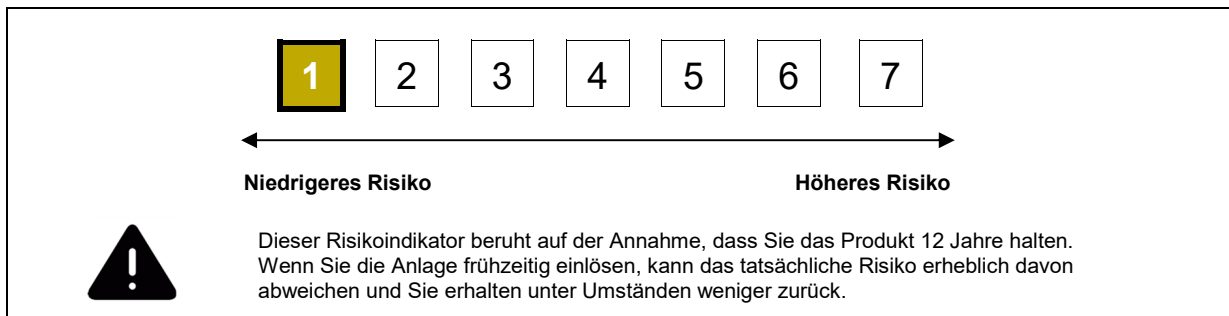 1 2 3 4 5 6 7
Niedrigeres Risiko Höheres Risiko
Dieser Risikoindikator beruht auf der Annahme, dass Sie das Produkt 12 Jahre halten.
Wenn Sie die Anlage frühzeitig einlösen, kann das tatsächliche Risiko erheblich davon
abweichen und Sie erhalten unter Umständen weniger zurück.